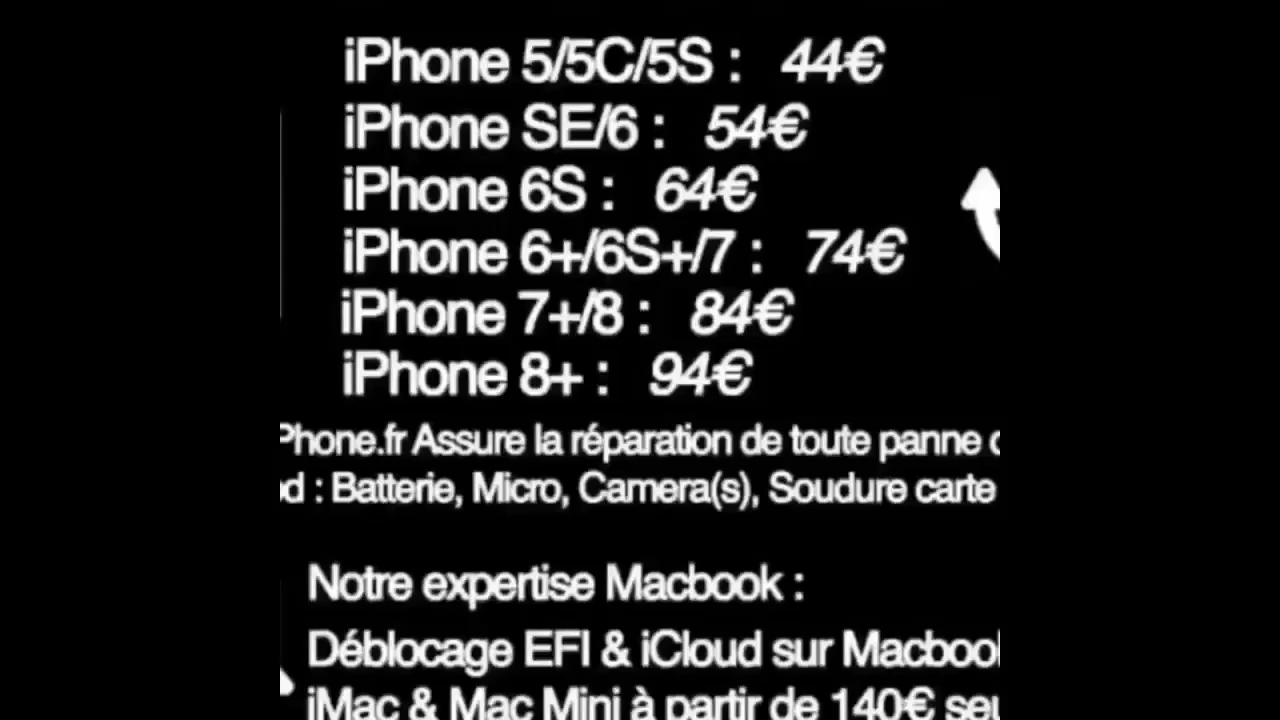 iPhone 5/5C/5S : 44€
iPhone SE/6 : 54€
iPhone 6S : 64€
iPhone 6+/6S+/7 : 74€
iPhone 7+/8 : 84€
iPhone 8+ : 94€
Phone.fr Assure la réparation de toute panne
: Batterie, Micro, Camera(s), Soudure carte
Notre expertise Macbook :
Déblocage EFI & iCloud sur Macboo
iMac & Mac Mini à partir de 140€